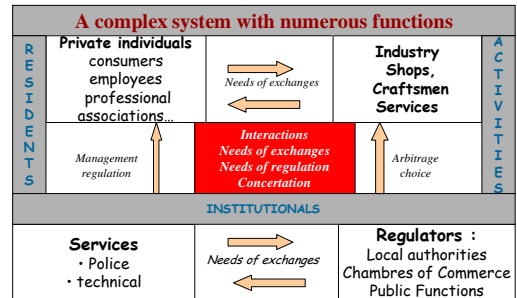 A complex system with numerous functions
RESIDENTS
Private individuals
consumers
employees
professional
associations...
Needs of exchanges
Industry
Shops,
Craftsmen
Services
ACTIVITIES
Management
regulation
Interactions
Needs of exchanges
Needs of regulation
Concertation
Arbitrage
choice
INSTITUTIONALS
Services
• Police
• technical
Needs of exchanges
Regulators :
Local authorities
Chambres of Commerce
Public Functions